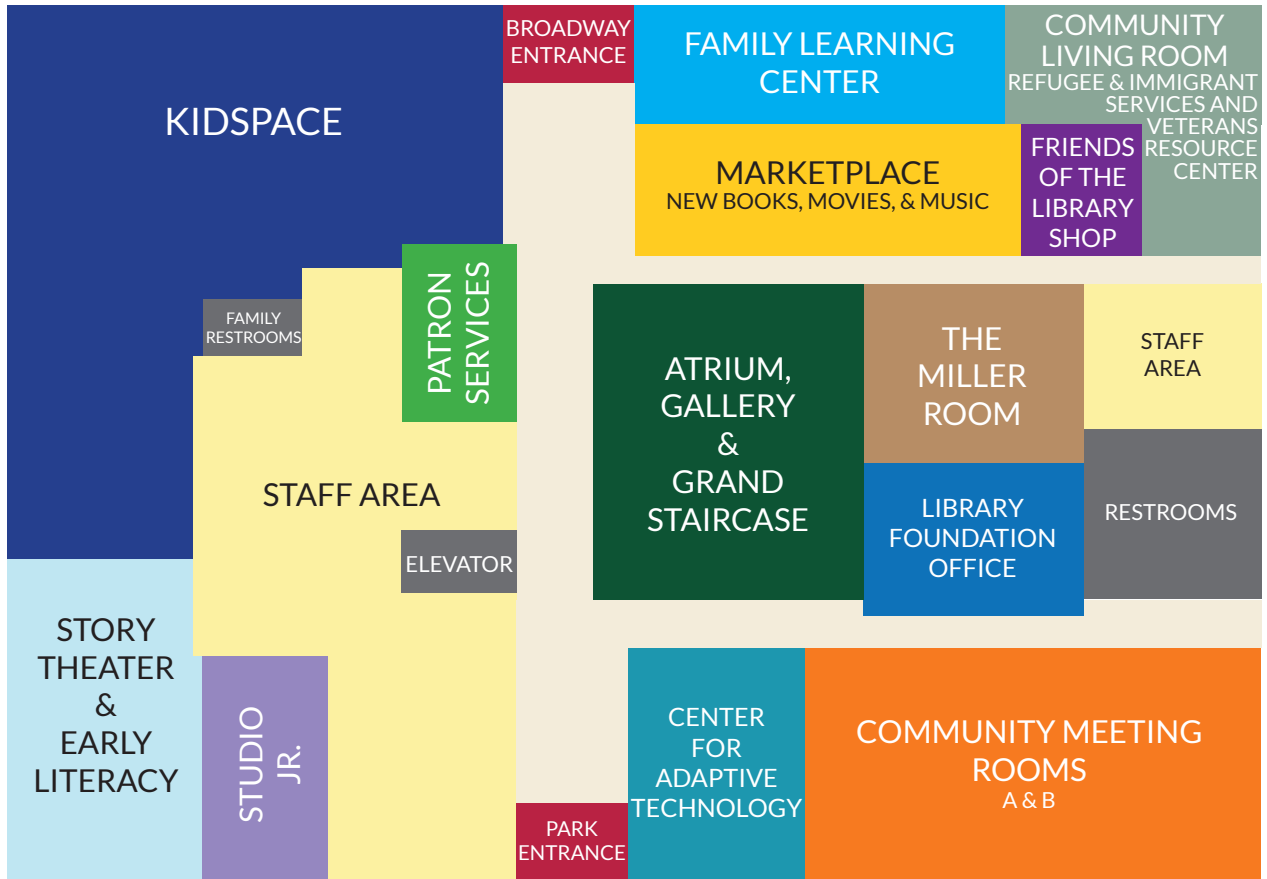 KIDSPACE
BROADWAY
ENTRANCE
FAMILY LEARNING
CENTER
COMMUNITY
LIVING ROOM
REFUGEE & IMMIGRANT
SERVICES AND
VETERANS
RESOURCE
CENTER
MARKETPLACE
NEW BOOKS, MOVIES, & MUSIC
FRIENDS
OF THE
LIBRARY
SHOP
PATRON
SERVICES
FAMILY
RESTROOMS
ATRIUM,
GALLERY
&
GRAND
STAIRCASE
THE
MILLER
ROOM
STAFF
AREA
STAFF AREA
ELEVATOR
LIBRARY
FOUNDATION
OFFICE
RESTROOMS
STORY
THEATER
&
EARLY
LITERACY
STUDIO
JR.
CENTER
FOR
ADAPTIVE
TECHNOLOGY
COMMUNITY MEETING
ROOMS
A & B
PARK
ENTRANCE